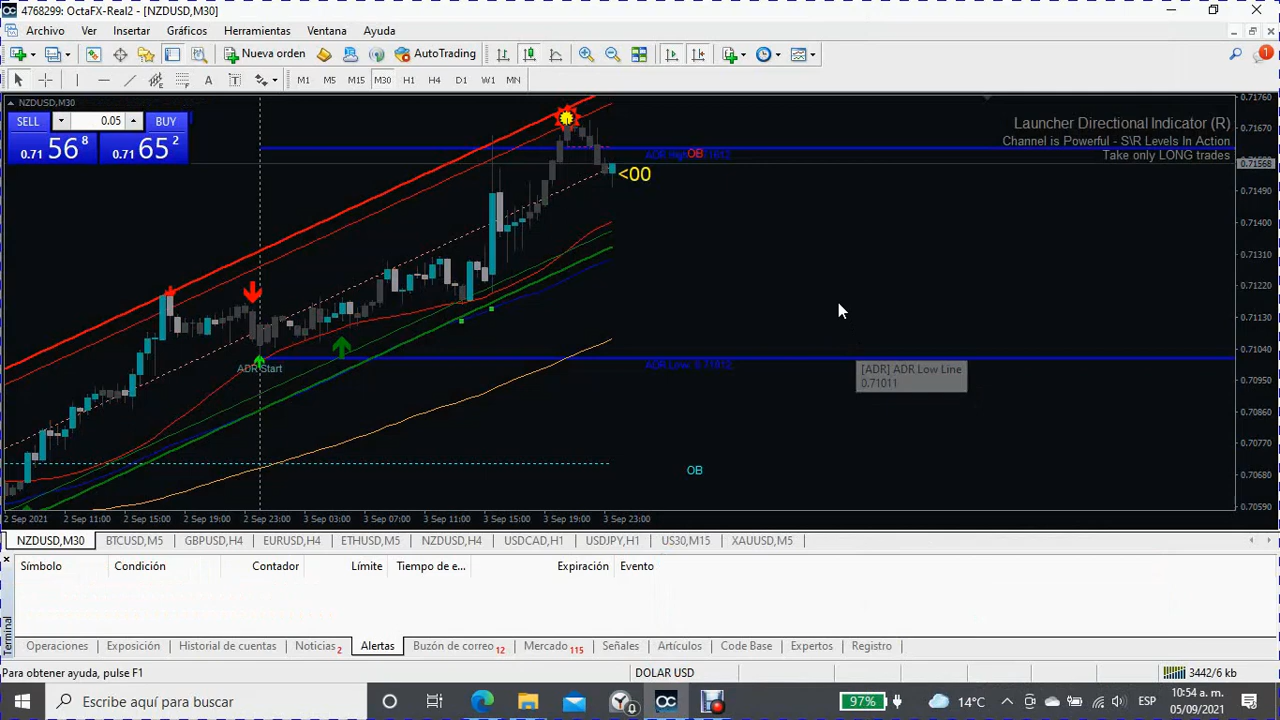 4768299: OctaFX-Real2 - [NZDUSD,M30]
Archivo Ver Insertar Gráficos Herramientas Ventana Ayuda
Nueva orden AutoTrading 1
A T M1 M5 M15 M30 H1 H4 D1 W1 MN
NZDUSD,M30
SELL 0.05 BUY
0.71 56 8 0.71 65 2
Launcher Directional Indicator (R)
Channel is Powerful - S\R Levels In Action
Take only LONG trades
OB
<00
ADR Start
[ADR] ADR Low Line
0.71011
OB
0.71760
0.71670
0.71568
0.71490
0.71400
0.71310
0.71220
0.71130
0.71040
0.70950
0.70860
0.70770
0.70680
0.70590
2 Sep 2021 2 Sep 11:00 2 Sep 15:00 2 Sep 19:00 2 Sep 23:00 3 Sep 03:00 3 Sep 07:00 3 Sep 11:00 3 Sep 15:00 3 Sep 19:00 3 Sep 23:00
NZDUSD,M30 BTCUSD,M5 GBPUSD,H4 EURUSD,H4 ETHUSD,M5 NZDUSD,H4 USDCAD,H1 USDJPY,H1 US30,M15 XAUUSD,M5
Símbolo Condición Contador Límite Tiempo de e... Expiración Evento
Terminal
Operaciones Exposición Historial de cuentas Noticias 2 Alertas Buzón de correo 12 Mercado 115 Señales Artículos Code Base Expertos Registro
Para obtener ayuda, pulse F1 DOLAR USD 3442/6 kb
Escribe aquí para buscar 0 97% 14°C ESP 10:54 a. m.
05/09/2021